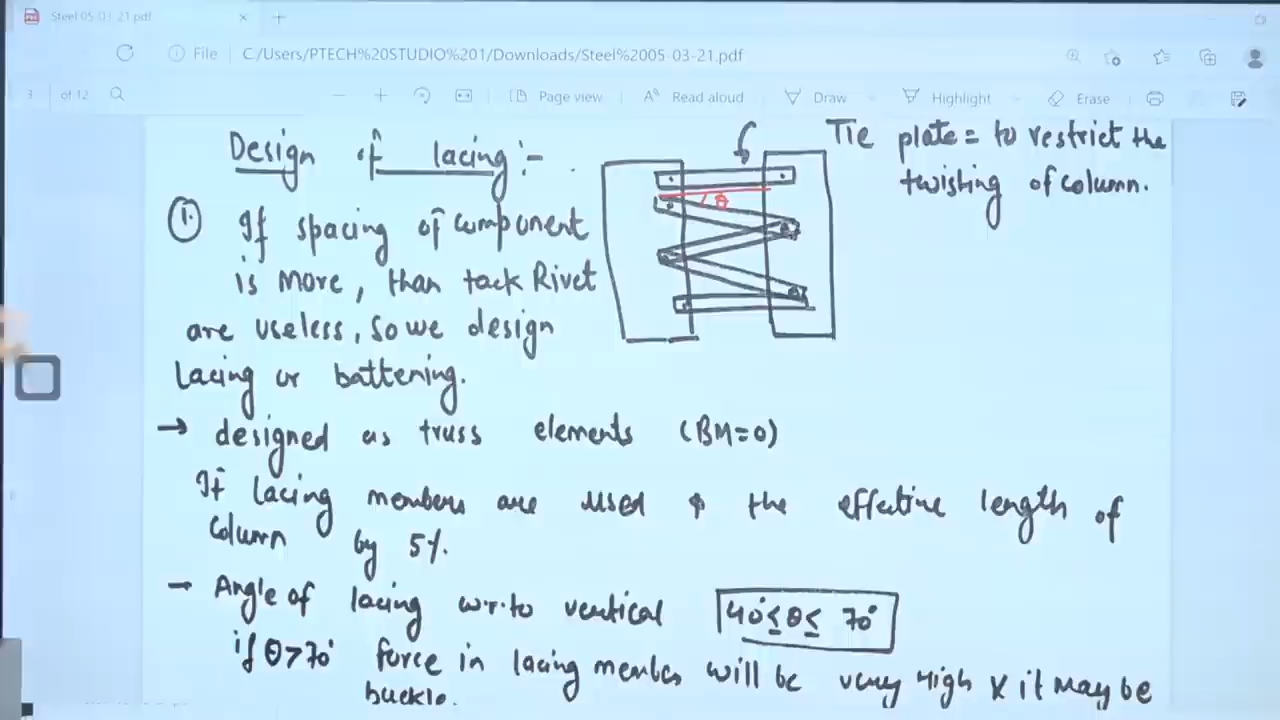 Steel 05-03-21.pdf
File C:/Users/PTECH%20STUDIO%201/Downloads/Steel%2005-03-21.pdf
3 of 12 Page view Read aloud Draw Highlight Erase
Design of lacing:-
Tie plate = to restrict the
twisting of column.
① If spacing of component
is more, than tack Rivet
are useless, so we design
lacing or battening.
θ
→ designed as truss elements (BM=0)
If lacing members are used ↑ the effective length of
column by 5%.
→ Angle of lacing w.r.to vertical 40° ≤ θ ≤ 70°
if θ > 70° force in lacing member will be very high & it may be
buckle.